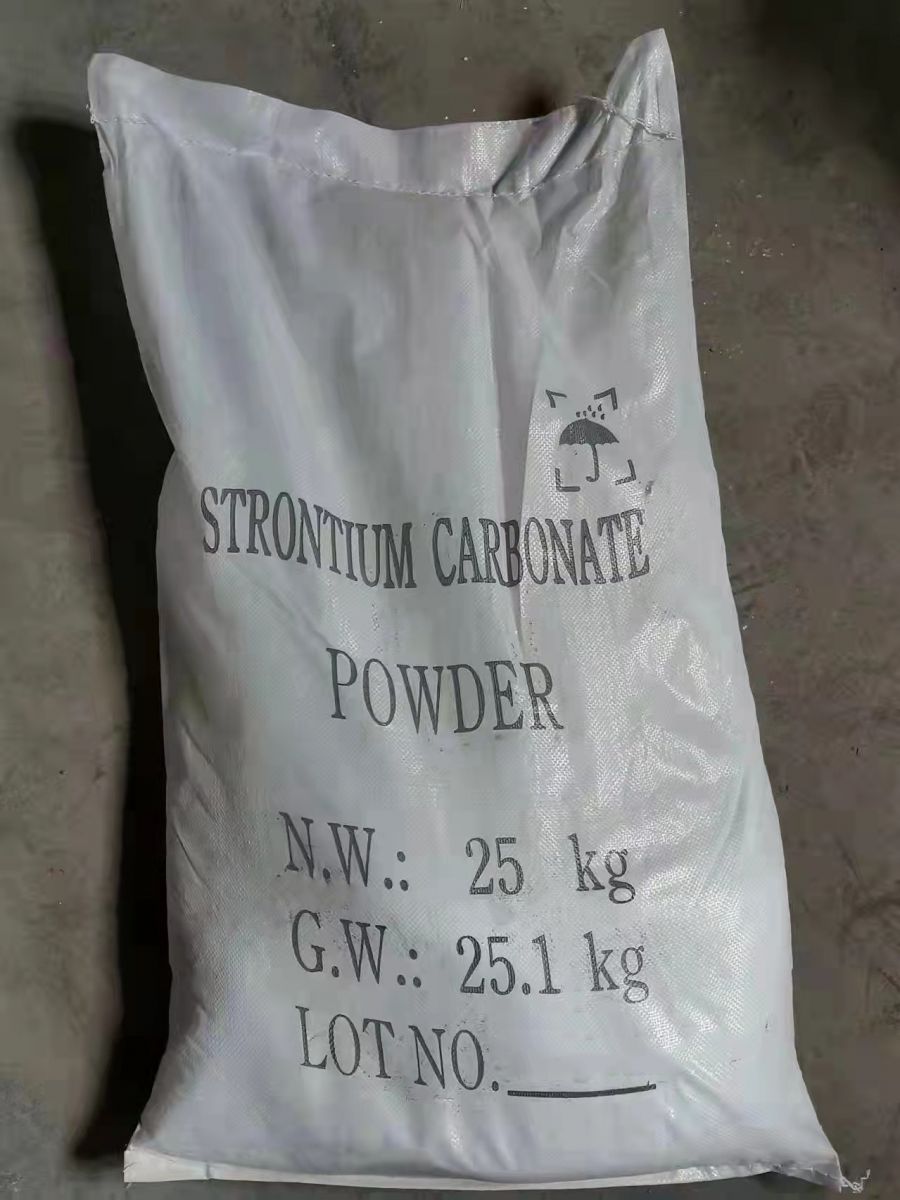 STRONTIUM CARBONATE
POWDER
N.W.: 25 kg
G.W.: 25.1 kg
LOT NO.